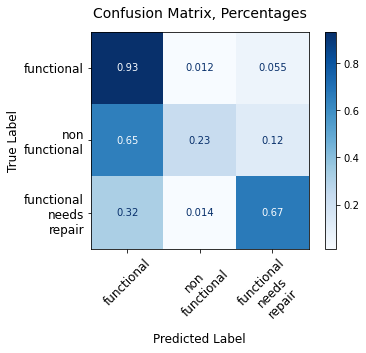 Confusion Matrix, Percentages
True Label
functional
0.93 0.012 0.055
non
functional
0.65 0.23 0.12
functional
needs
repair
0.32 0.014 0.67
functional
non
functional
functional
needs
repair
Predicted Label
0.8
0.6
0.4
0.2